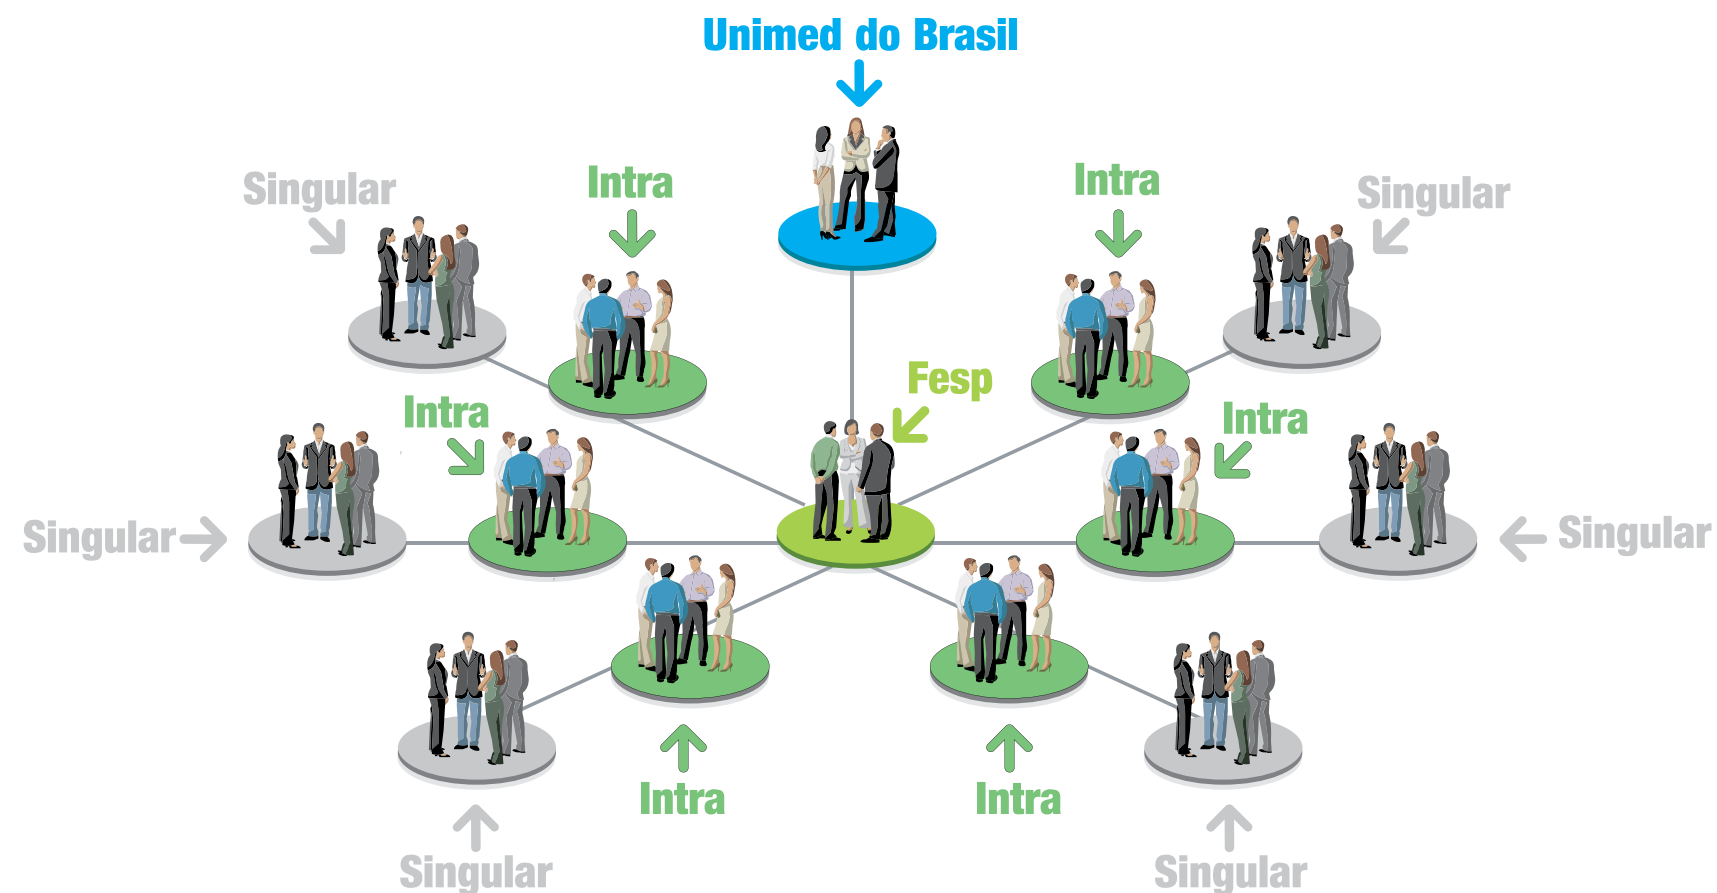 Unimed do Brasil
Singular
Intra
Intra
Singular
Fesp
Intra
Intra
Singular
Singular
Intra
Intra
Singular
Singular